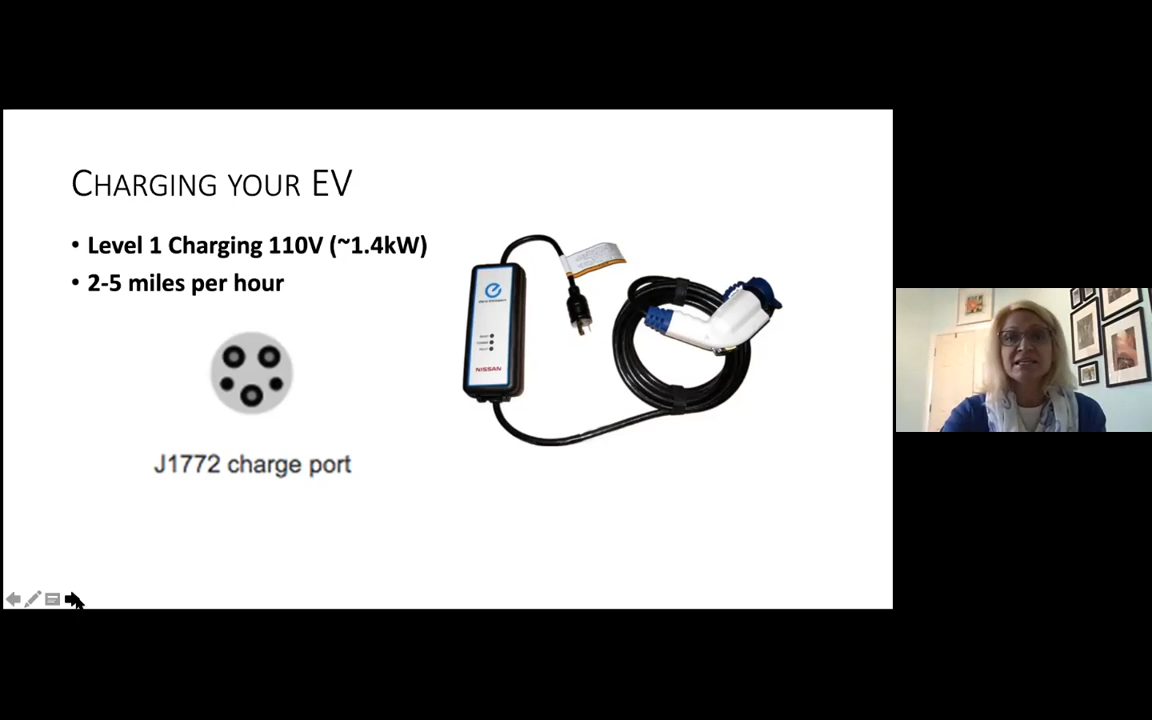 CHARGING YOUR EV
• Level 1 Charging 110V (~1.4kW)
• 2-5 miles per hour
NISSAN
J1772 charge port